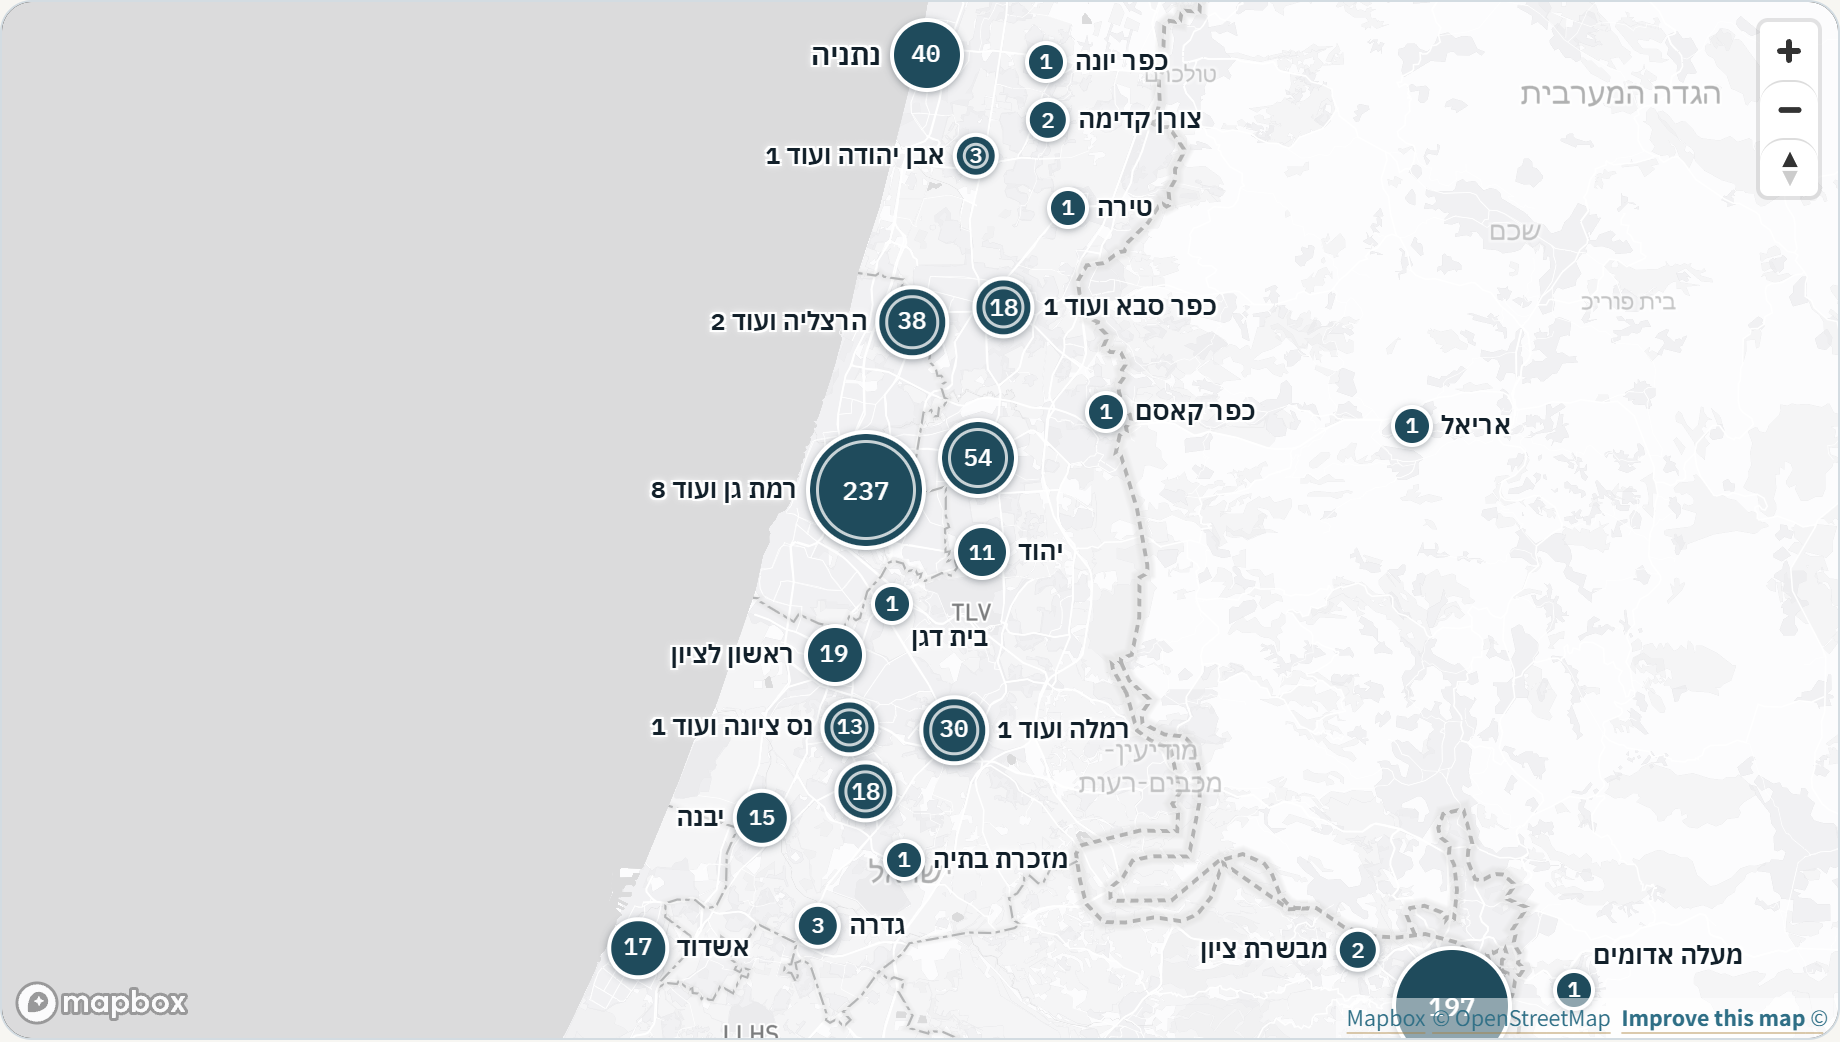 נתניה
40
1
כפר יונה
טולכרם
הגדה המערבית
2
צורן קדימה
אבן יהודה ועוד 1
3
1
טירה
שכם
בית פוריכ
הרצליה ועוד 2
38
18
כפר סבא ועוד 1
1
כפר קאסם
1
אריאל
54
רמת גן ועוד 8
237
11
יהוד
1
TLV
בית דגן
ראשון לציון
19
נס ציונה ועוד 1
13
30
רמלה ועוד 1
מודיעין-
מכבים-רעות
18
יבנה
15
1
מזכרת בתיה
ישראל
3
גדרה
17
אשדוד
מבשרת ציון
2
מעלה אדומים
1
197
mapbox
LLHS
Mapbox © OpenStreetMap Improve this map ©